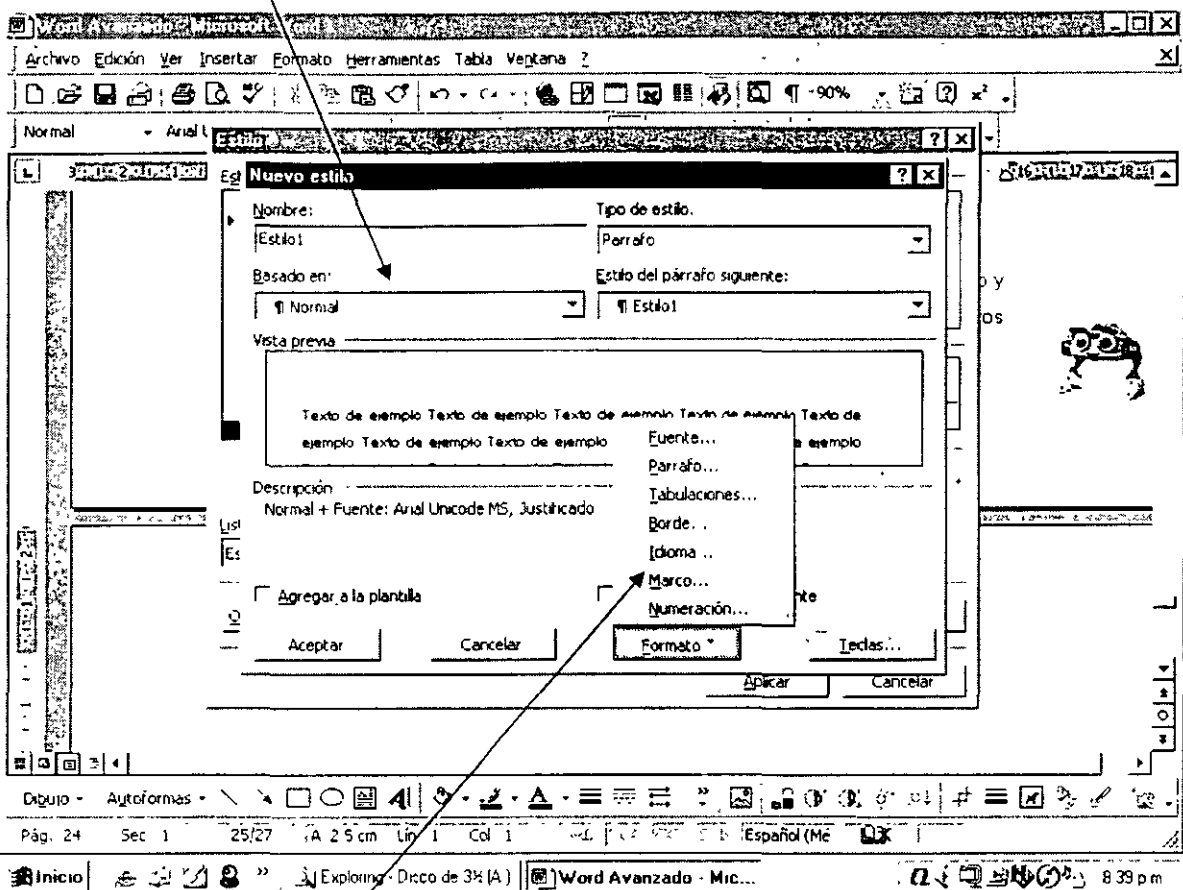 Word Avanzado - Microsoft Word
Archivo Edición Ver Insertar Formato Herramientas Tabla Ventana ?
90%
Normal Arial
Estilo
Nuevo estilo
Nombre: Tipo de estilo.
Estilo1 Parrafo
Basado en: Estilo del párrafo siguiente:
¶ Normal ¶ Estilo1
Vista previa
Texto de ejemplo Texto de ejemplo Texto de ejemplo Texto de ejemplo Texto de
ejemplo Texto de ejemplo Texto de ejemplo
Fuente...
Parrafo...
Tabulaciones...
Borde...
Idioma ..
Marco...
Numeración...
Descripción
Normal + Fuente: Arial Unicode MS, Justificado
Agregar a la plantilla
Aceptar Cancelar Formato Teclas...
Aplicar Cancelar
Dibujo Autoformas
Pág. 24 Sec 1 25/27 A 2 5 cm Lín 1 Col 1 Español (Mé
Inicio Exploring - Disco de 3½ (A ) Word Avanzado - Mic... 8 39 pm